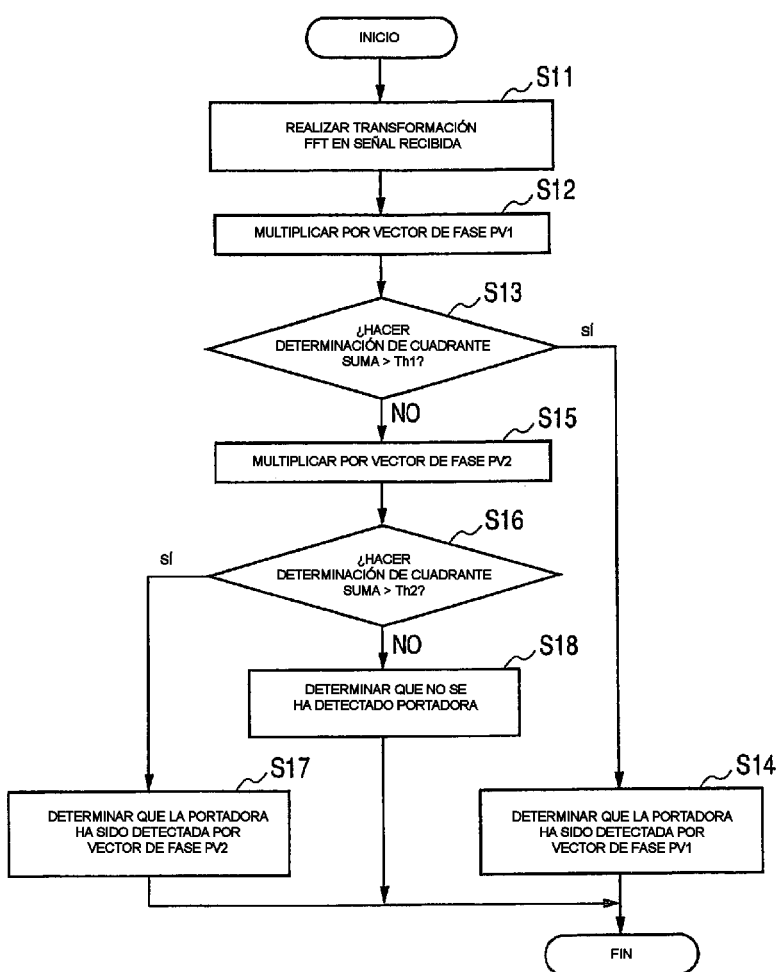 INICIO
S11
REALIZAR TRANSFORMACIÓN
FFT EN SEÑAL RECIBIDA
S12
MULTIPLICAR POR VECTOR DE FASE PV1
S13
¿HACER
DETERMINACIÓN DE CUADRANTE
SUMA > Th1?
sí
NO
S15
MULTIPLICAR POR VECTOR DE FASE PV2
S16
¿HACER
DETERMINACIÓN DE CUADRANTE
SUMA > Th2?
sí
NO
S18
DETERMINAR QUE NO SE
HA DETECTADO PORTADORA
S17
DETERMINAR QUE LA PORTADORA
HA SIDO DETECTADA POR
VECTOR DE FASE PV2
S14
DETERMINAR QUE LA PORTADORA
HA SIDO DETECTADA POR
VECTOR DE FASE PV1
FIN